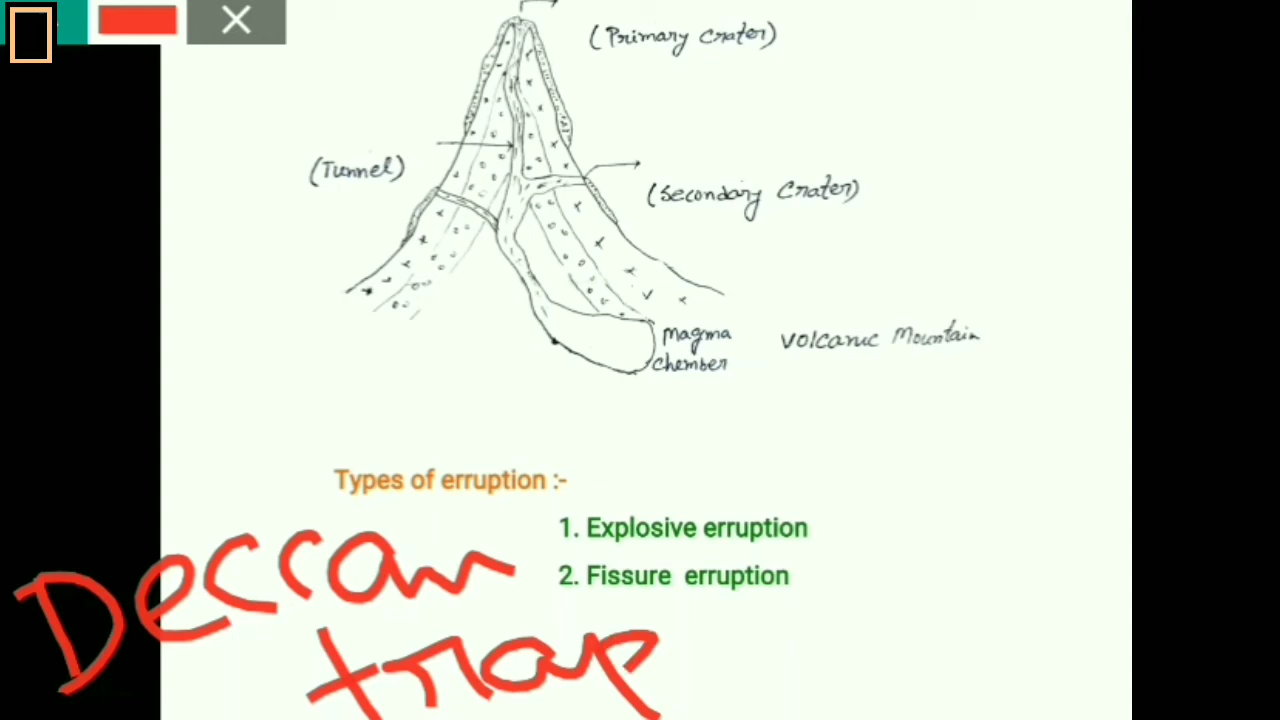 (Primary Crater)
(Tunnel)
(Secondary Crater)
Magma
Chember
Volcanic Mountain
Types of erruption :-
1. Explosive erruption
2. Fissure erruption
Deccan
trap